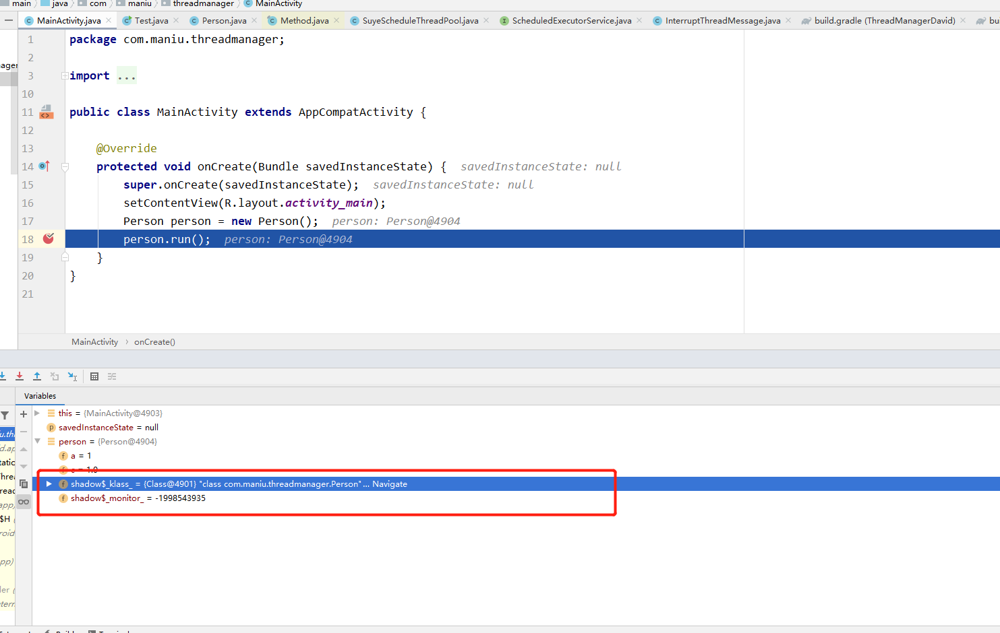 main java com maniu threadmanager MainActivity
MainActivity.java Test.java Person.java Method.java SuyeScheduleThreadPool.java ScheduledExecutorService.java InterruptThreadMessage.java build.gradle (ThreadManagerDavid) bu
1 package com.maniu.threadmanager;
2
3 import ...
10
11 public class MainActivity extends AppCompatActivity {
12
13 @Override
14 protected void onCreate(Bundle savedInstanceState) { savedInstanceState: null
15 super.onCreate(savedInstanceState); savedInstanceState: null
16 setContentView(R.layout.activity_main);
17 Person person = new Person(); person: Person@4904
18 person.run(); person: Person@4904
19 }
20 }
21
ager
MainActivity › onCreate()
Variables
this = {MainActivity@4903}
savedInstanceState = null
person = {Person@4904}
a = 1
= 1.0
shadow$_klass_ = {Class@4901} "class com.maniu.threadmanager.Person" ... Navigate
shadow$_monitor_ = -1998543935
u.th
d.ap
tatio
Threa
read
app)
$H (
roid
pp)
ler (
tern